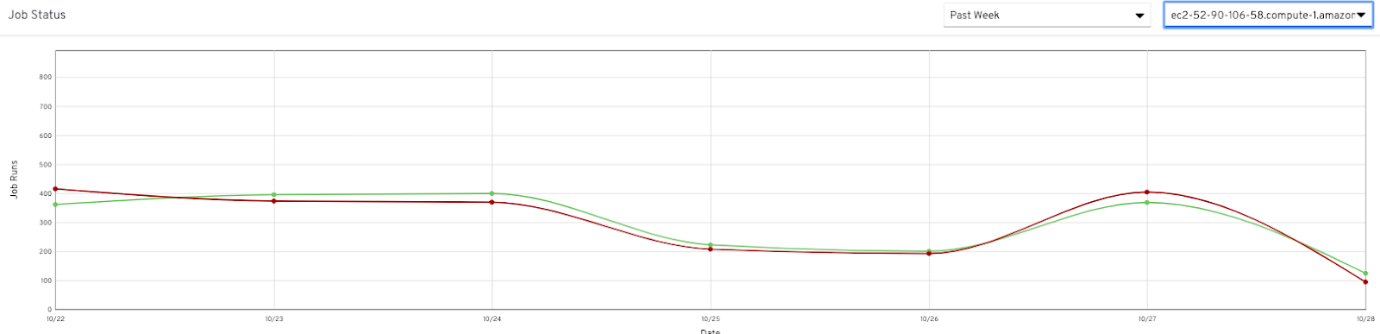 Job Status
Past Week
ec2-52-90-106-58.compute-1.amazor
800
700
600
500
400
300
200
100
0
Job Runs
10/22 10/23 10/24 10/25 10/26 10/27 10/28
Date